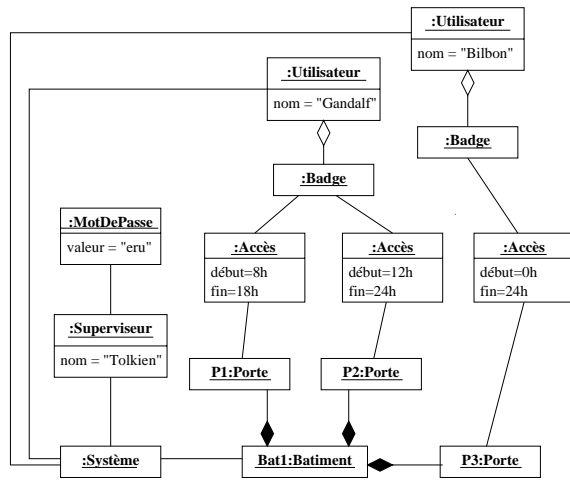 :Utilisateur
nom = "Bilbon"
:Utilisateur
nom = "Gandalf"
:Badge
:Badge
:MotDePasse
valeur = "eru"
:Accès
début=8h
fin=18h
:Accès
début=12h
fin=24h
:Accès
début=0h
fin=24h
:Superviseur
nom = "Tolkien"
P1:Porte
P2:Porte
:Système
Bat1:Batiment
P3:Porte